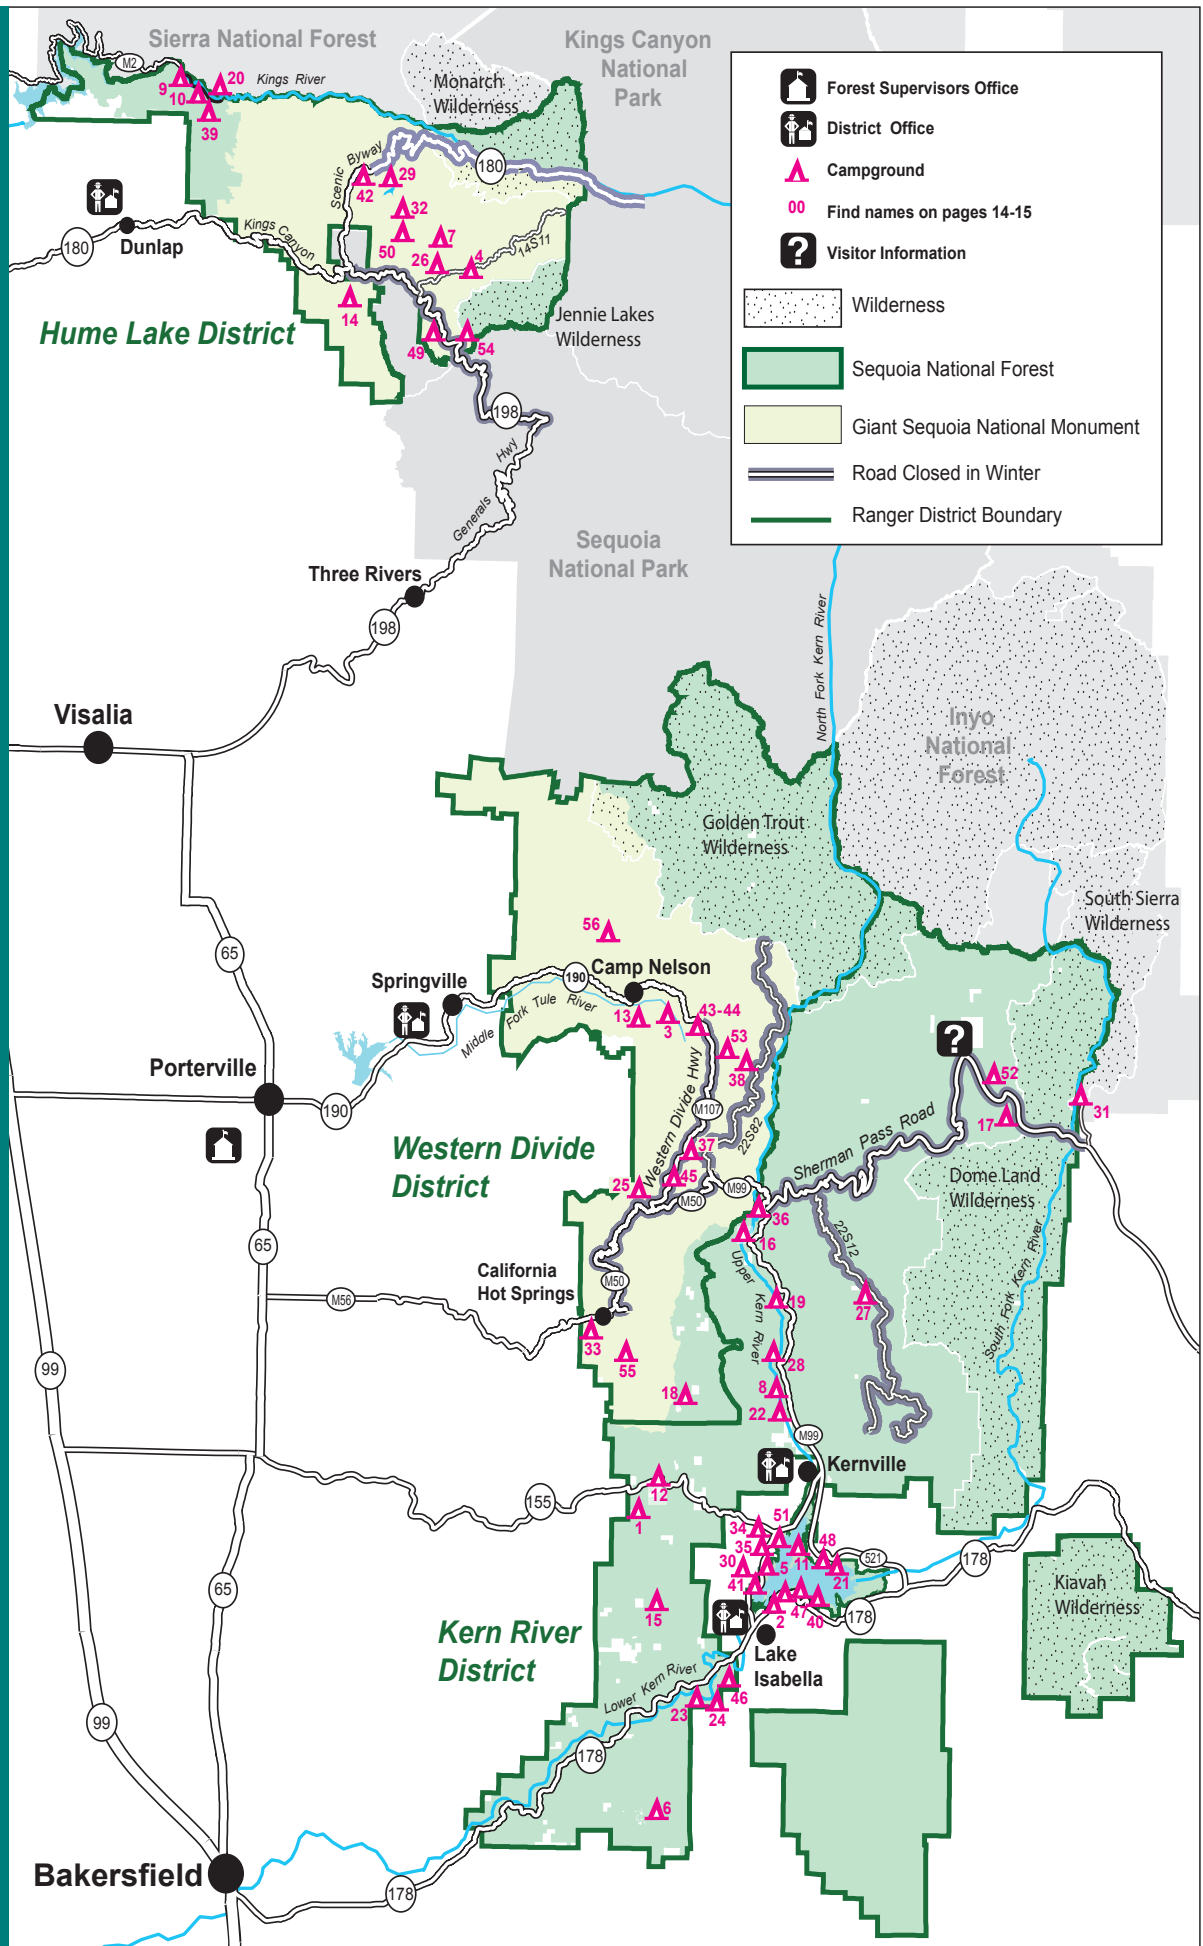 Sierra National Forest
Kings Canyon
National
Park
M2
9
10
20
39
Kings River
Monarch
Wilderness
Forest Supervisors Office
District Office
Campground
00
Find names on pages 14-15
?
Visitor Information
Wilderness
Sequoia National Forest
Giant Sequoia National Monument
Road Closed in Winter
Ranger District Boundary
Scenic Byway
180
42
29
32
50
7
26
4
14S11
Dunlap
180
Kings Canyon
14
Hume Lake District
49
54
Jennie Lakes
Wilderness
198
Generals Hwy
Sequoia
National Park
Three Rivers
198
North Fork Kern River
Visalia
Inyo
National
Forest
Golden Trout
Wilderness
South Sierra
Wilderness
56
65
Springville
190
Camp Nelson
Middle Fork Tule River
13
3
43-44
53
38
?
52
17
31
Porterville
190
Western Divide Hwy
M107
22S82
Sherman Pass Road
Western Divide
District
37
45
25
M50
M99
36
16
Dome Land
Wilderness
22S12
65
California
Hot Springs
M50
M56
Upper Kern River
19
27
South Fork Kern River
33
55
28
18
8
22
99
M99
Kernville
12
1
155
34
51
35
30
5
11
48
21
521
178
41
2
47
40
178
Kiavah
Wilderness
65
15
Kern River
District
Lake
Isabella
Lower Kern River
46
23
24
99
178
6
Bakersfield
178